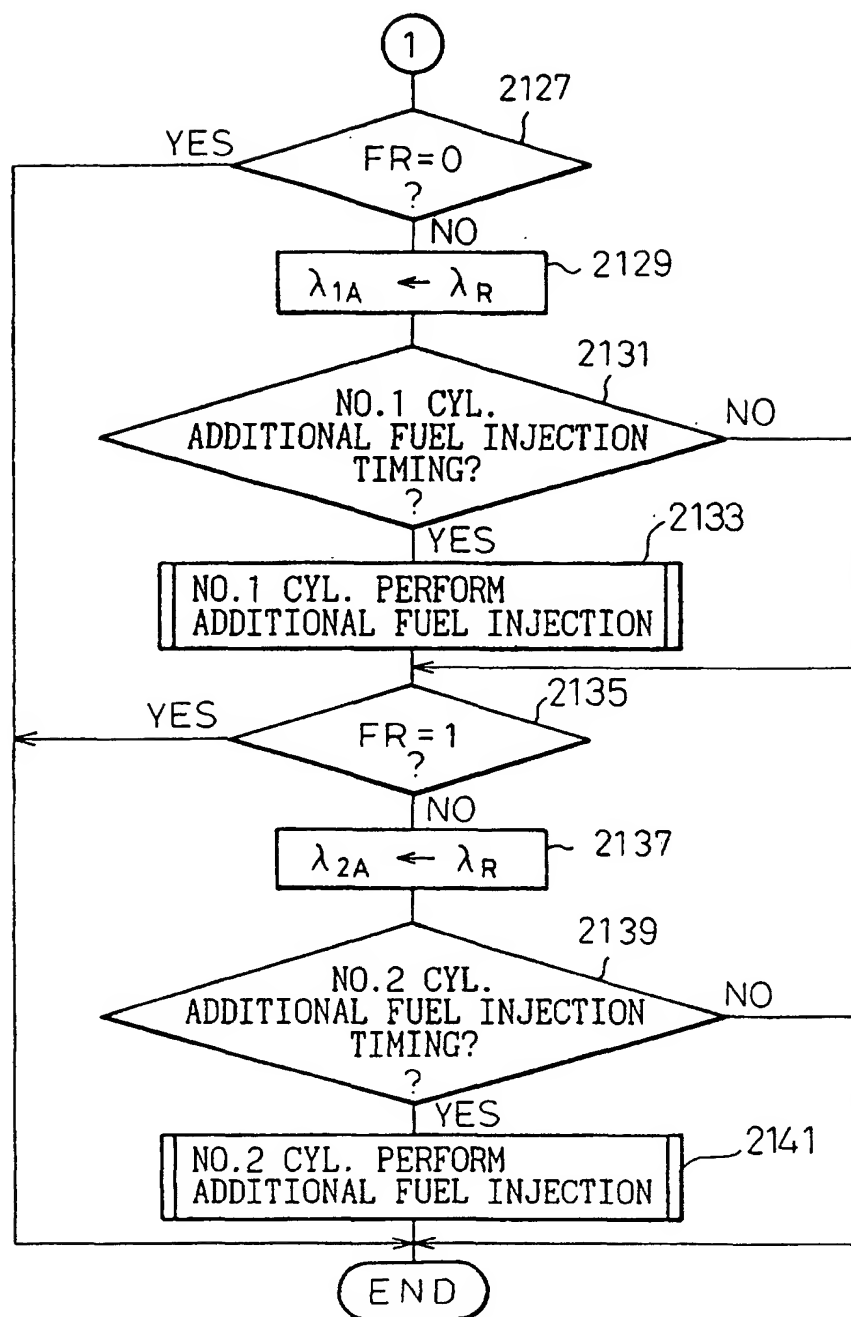 1
2127
YES
FR=0
?
NO
λ1A ← λR
2129
2131
NO.1 CYL.
ADDITIONAL FUEL INJECTION
TIMING?
?
NO
YES
2133
NO.1 CYL. PERFORM
ADDITIONAL FUEL INJECTION
2135
YES
FR=1
?
NO
λ2A ← λR
2137
2139
NO.2 CYL.
ADDITIONAL FUEL INJECTION
TIMING?
?
NO
YES
2141
NO.2 CYL. PERFORM
ADDITIONAL FUEL INJECTION
END